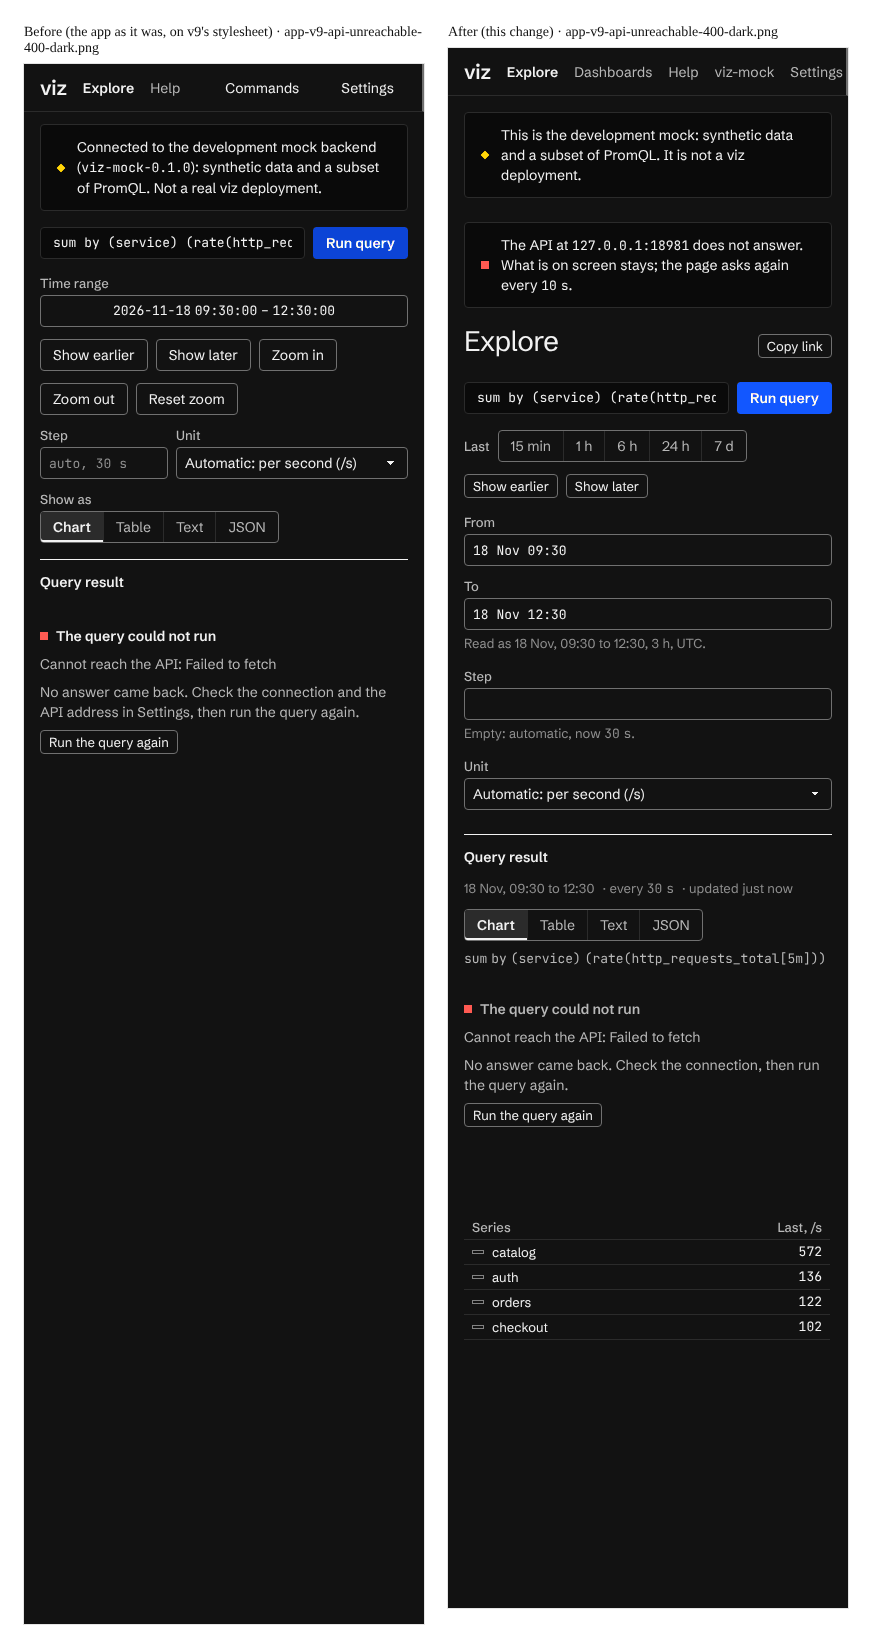 Before (the app as it was, on v9's stylesheet) · app-v9-api-unreachable-
400-dark.png
viz Explore Help Commands Settings
Connected to the development mock backend
(viz-mock-0.1.0): synthetic data and a subset
of PromQL. Not a real viz deployment.
sum by (service) (rate(http_rec
Run query
Time range
2026-11-18 09:30:00 – 12:30:00
Show earlier Show later Zoom in
Zoom out Reset zoom
Step Unit
auto, 30 s Automatic: per second (/s)
Show as
Chart Table Text JSON
Query result
The query could not run
Cannot reach the API: Failed to fetch
No answer came back. Check the connection and the
API address in Settings, then run the query again.
Run the query again
After (this change) · app-v9-api-unreachable-400-dark.png
viz Explore Dashboards Help viz-mock Settings
This is the development mock: synthetic data
and a subset of PromQL. It is not a viz
deployment.
The API at 127.0.0.1:18981 does not answer.
What is on screen stays; the page asks again
every 10 s.
Explore
Copy link
sum by (service) (rate(http_rec
Run query
Last 15 min 1 h 6 h 24 h 7 d
Show earlier Show later
From
18 Nov 09:30
To
18 Nov 12:30
Read as 18 Nov, 09:30 to 12:30, 3 h, UTC.
Step
Empty: automatic, now 30 s.
Unit
Automatic: per second (/s)
Query result
18 Nov, 09:30 to 12:30 · every 30 s · updated just now
Chart Table Text JSON
sum by (service) (rate(http_requests_total[5m]))
The query could not run
Cannot reach the API: Failed to fetch
No answer came back. Check the connection, then run
the query again.
Run the query again
Series Last, /s
catalog 572
auth 136
orders 122
checkout 102